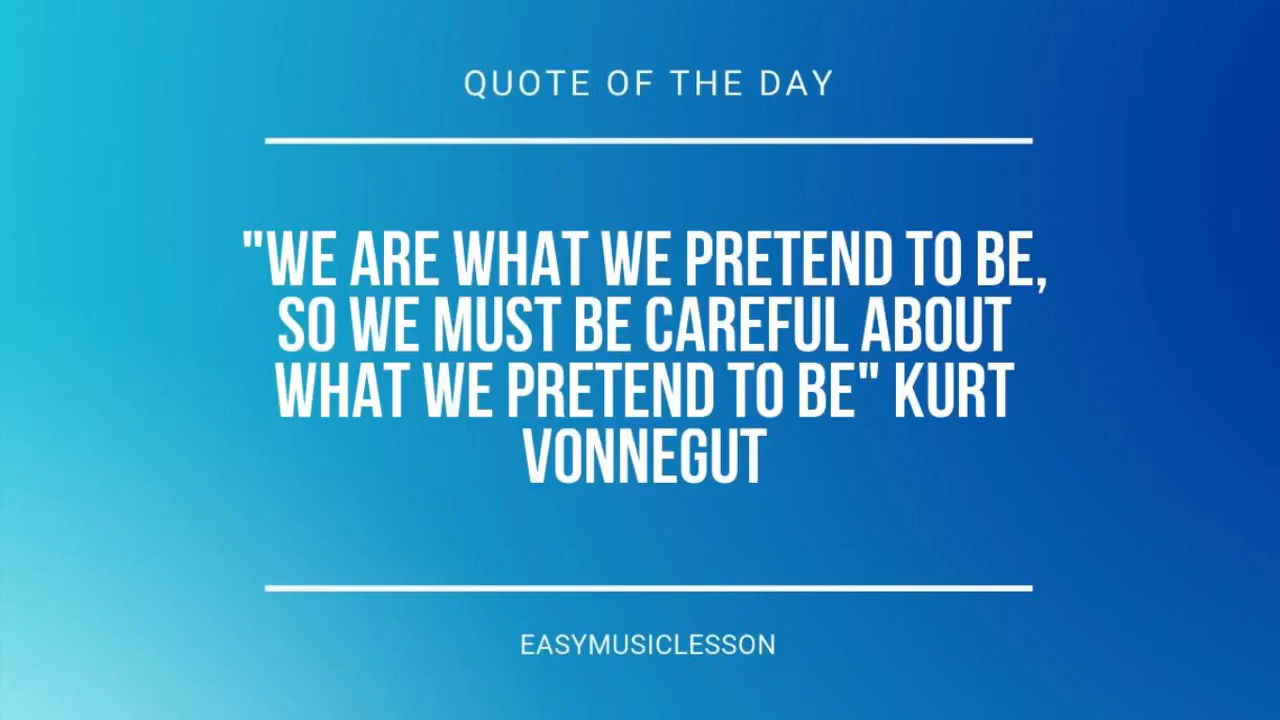 QUOTE OF THE DAY
"WE ARE WHAT WE PRETEND TO BE,
SO WE MUST BE CAREFUL ABOUT
WHAT WE PRETEND TO BE" KURT
VONNEGUT
EASYMUSICLESSON